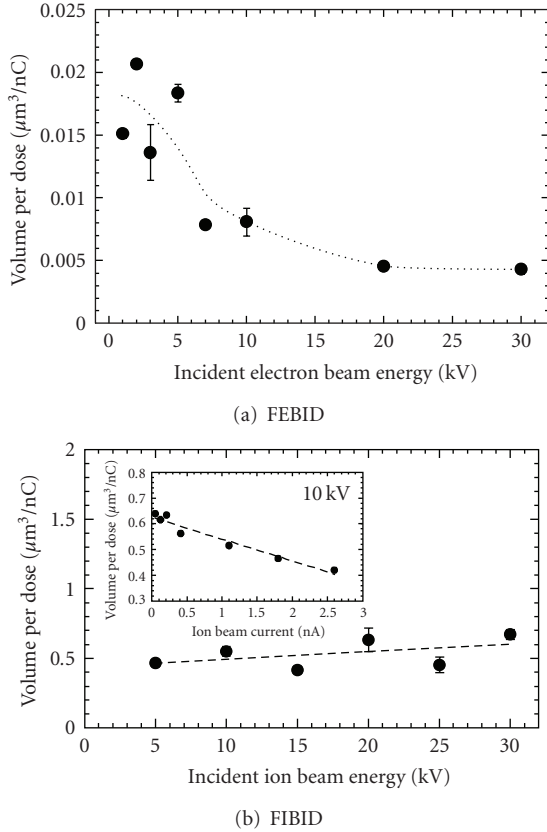 0.025
0.02
0.015
0.01
0.005
0
Volume per dose (μm³/nC)
0 5 10 15 20 25 30
Incident electron beam energy (kV)
(a) FEBID
2
1.5
1
0.5
0
Volume per dose (μm³/nC)
0.8
0.7
0.6
0.5
0.4
0.3
Volume per dose (μm³/nC)
10 kV
0 0.5 1 1.5 2 2.5 3
Ion beam current (nA)
0 5 10 15 20 25 30
Incident ion beam energy (kV)
(b) FIBID